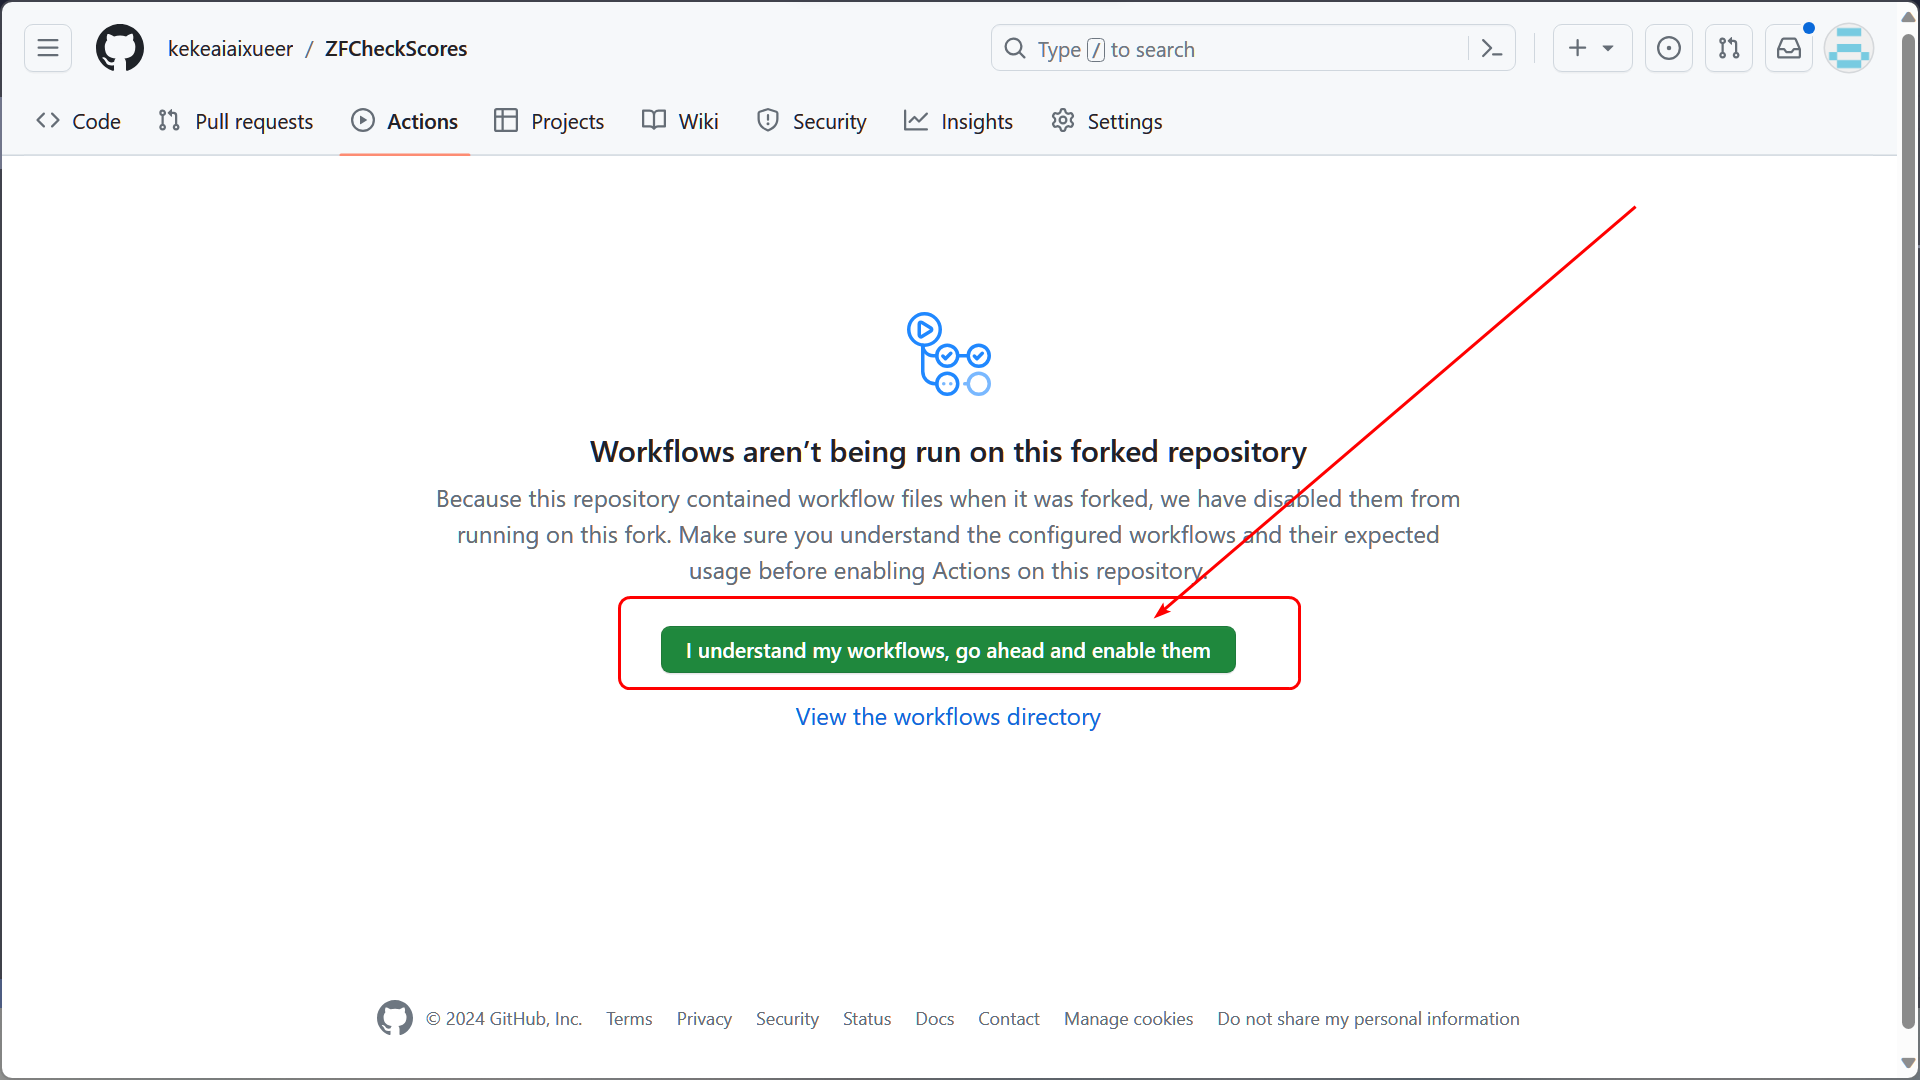 kekeaiaixueer / ZFCheckScores
Type / to search
Code Pull requests Actions Projects Wiki Security Insights Settings
Workflows aren’t being run on this forked repository
Because this repository contained workflow files when it was forked, we have disabled them from
running on this fork. Make sure you understand the configured workflows and their expected
usage before enabling Actions on this repository.
I understand my workflows, go ahead and enable them
View the workflows directory
© 2024 GitHub, Inc. Terms Privacy Security Status Docs Contact Manage cookies Do not share my personal information